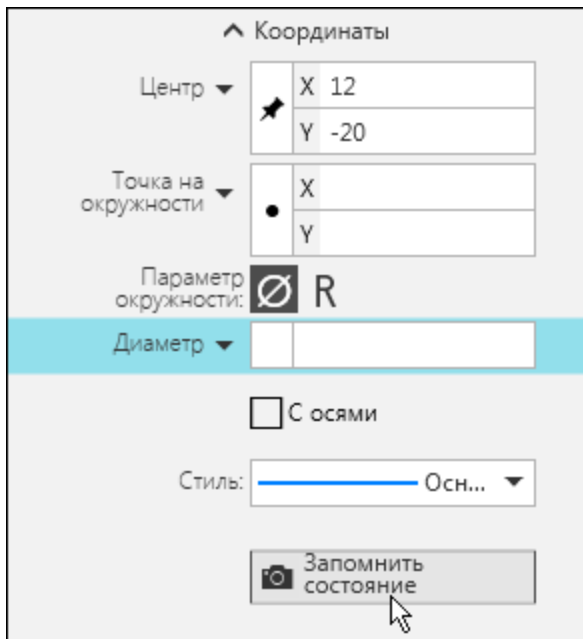 Координаты
Центр
X 12
Y -20
Точка на
окружности
X
Y
Параметр
окружности:
Ø R
Диаметр
С осями
Стиль:
Осн...
Запомнить
состояние